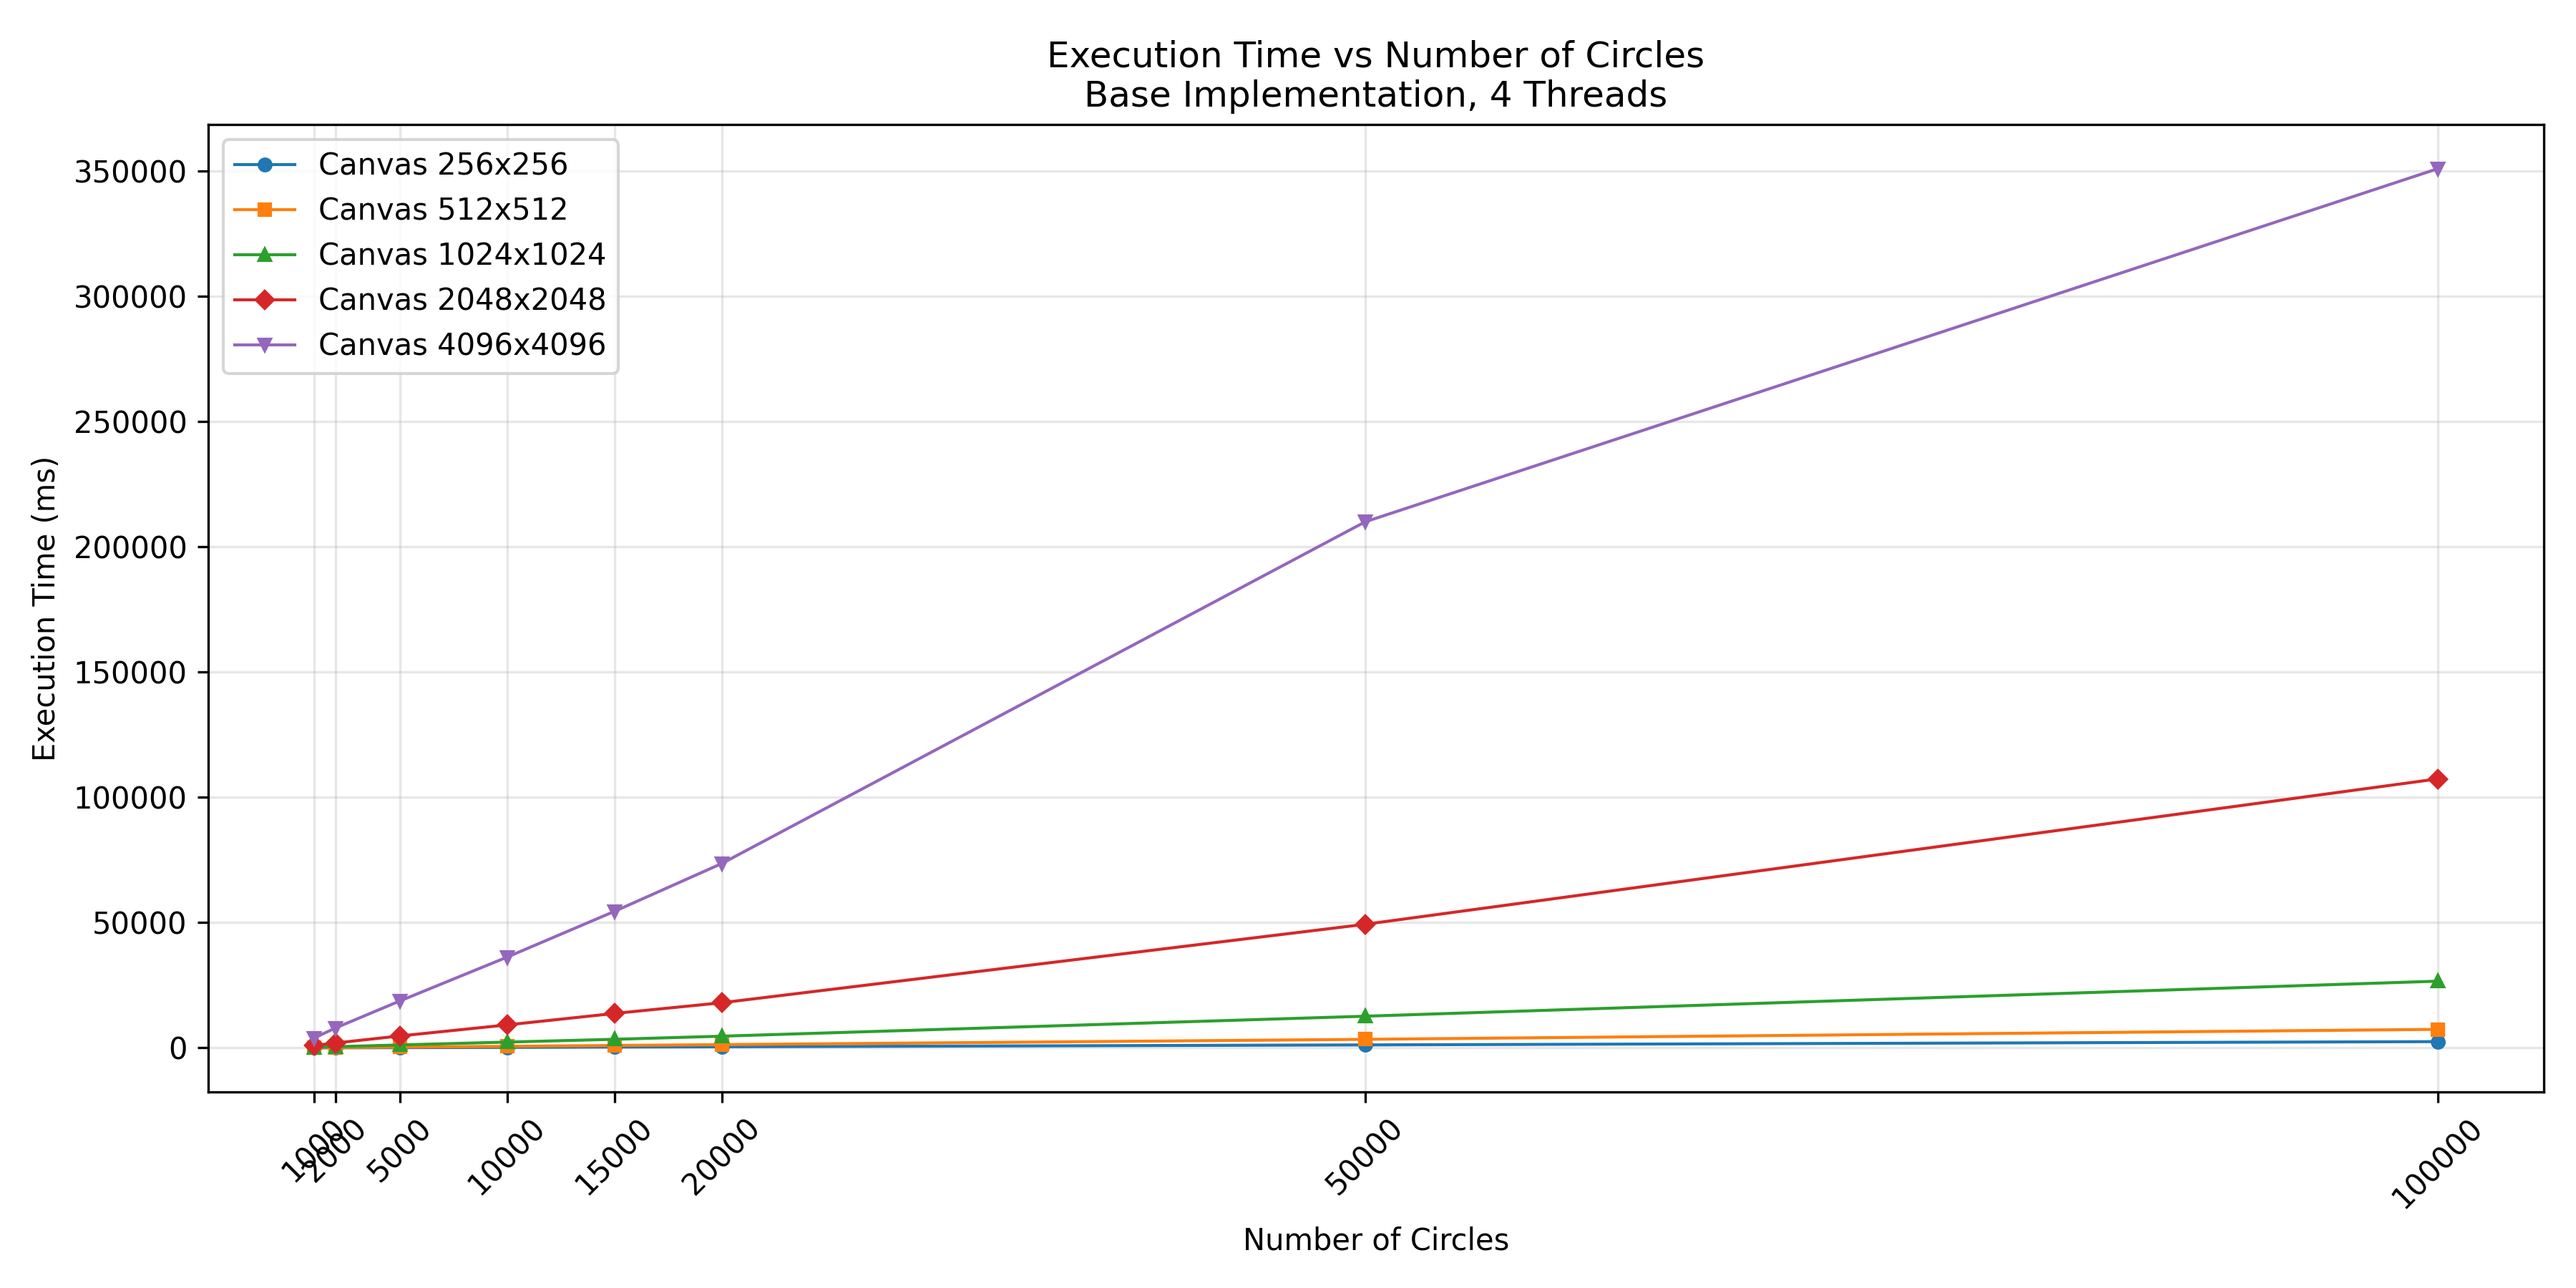 Execution Time vs Number of Circles
Base Implementation, 4 Threads
Canvas 256x256
Canvas 512x512
Canvas 1024x1024
Canvas 2048x2048
Canvas 4096x4096
Execution Time (ms)
350000
300000
250000
200000
150000
100000
50000
0
1000
2000
5000
10000
15000
20000
50000
100000
Number of Circles